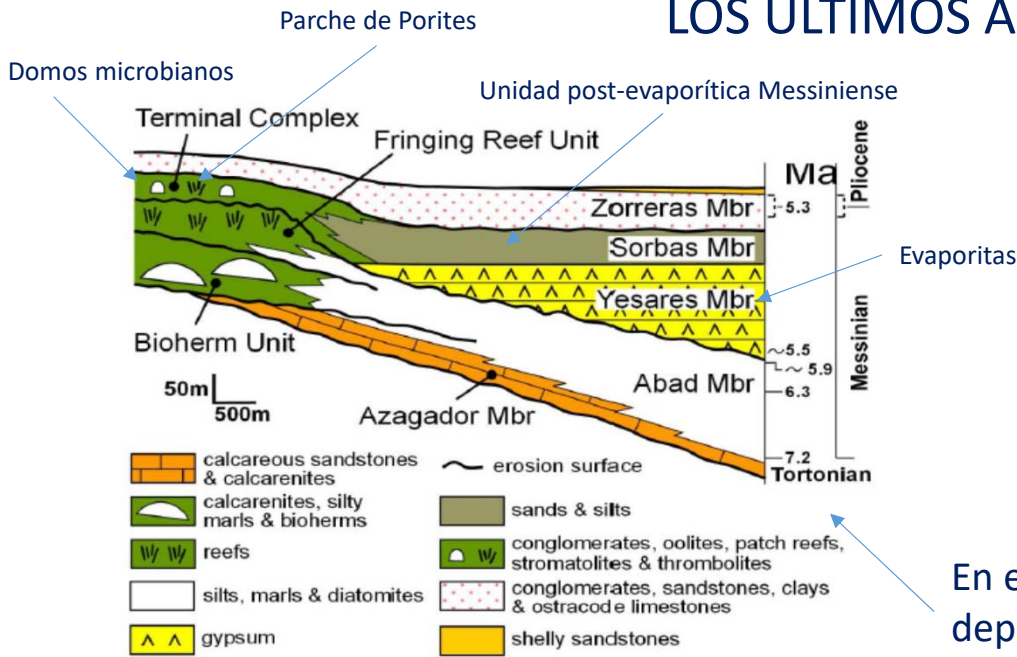 LOS ULTIMOS A
Parche de Porites
Domos microbianos
Unidad post-evaporítica Messiniense
Terminal Complex
Fringing Reef Unit
Ma
Pliocene
5.3
Zorreras Mbr
Sorbas Mbr
Evaporitas
Yesares Mbr
Messinian
~5.5
~ 5.9
Bioherm Unit
Abad Mbr
6.3
50m
500m
Azagador Mbr
7.2
Tortonian
calcareous sandstones
& calcarenites
erosion surface
calcarenites, silty
marls & bioherms
sands & silts
reefs
conglomerates, oolites, patch reefs,
stromatolites & thrombolites
silts, marls & diatomites
conglomerates, sandstones, clays
& ostracode limestones
gypsum
shelly sandstones
En e
dep